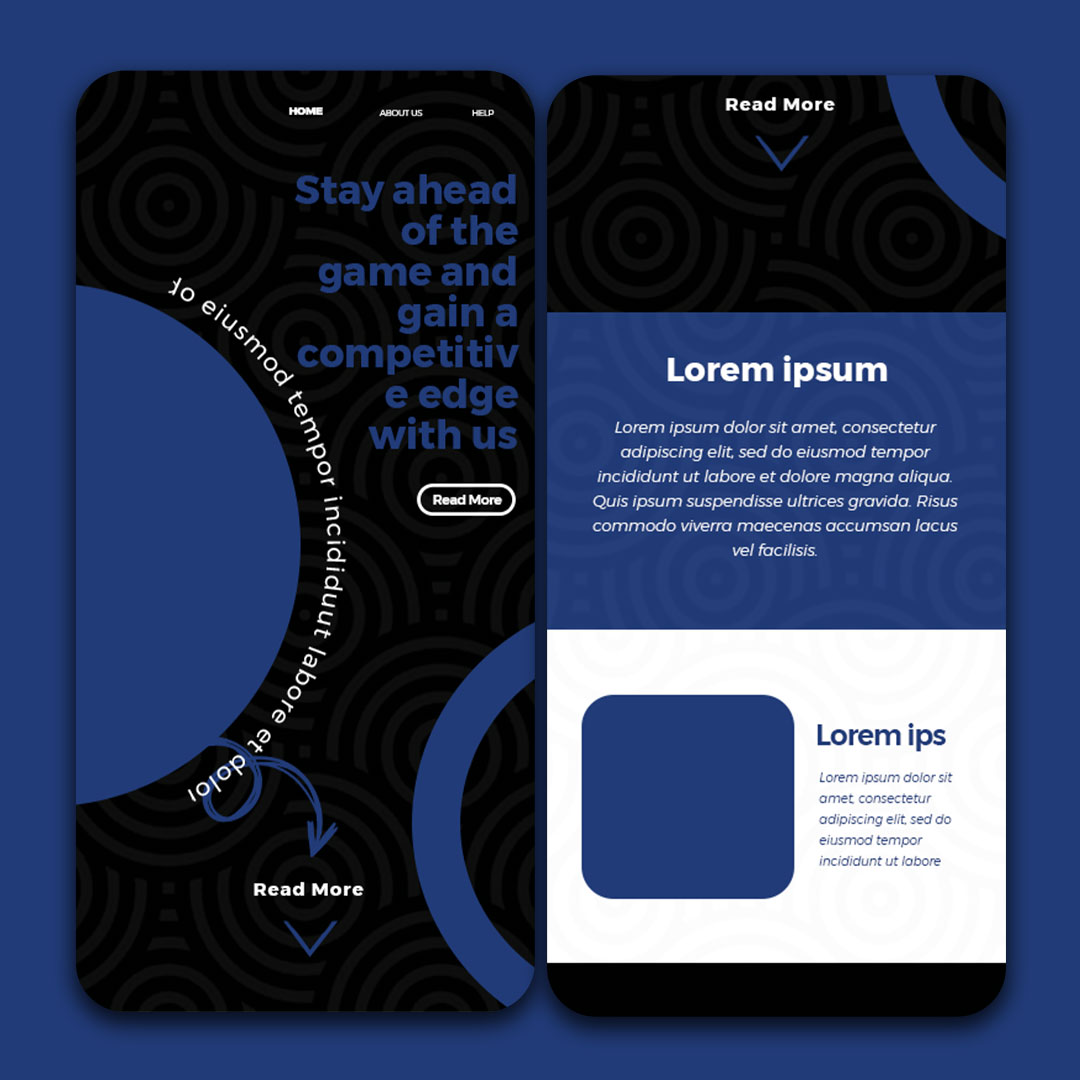 HOME ABOUT US HELP
Stay ahead
of the
game and
gain a
competitiv
e edge
with us
Read More
do eiusmod tempor incididunt labore et dolor
Read More
Read More
Lorem ipsum
Lorem ipsum dolor sit amet, consectetur
adipiscing elit, sed do eiusmod tempor
incididunt ut labore et dolore magna aliqua.
Quis ipsum suspendisse ultrices gravida. Risus
commodo viverra maecenas accumsan lacus
vel facilisis.
Lorem ips
Lorem ipsum dolor sit
amet, consectetur
adipiscing elit, sed do
eiusmod tempor
incididunt ut labore